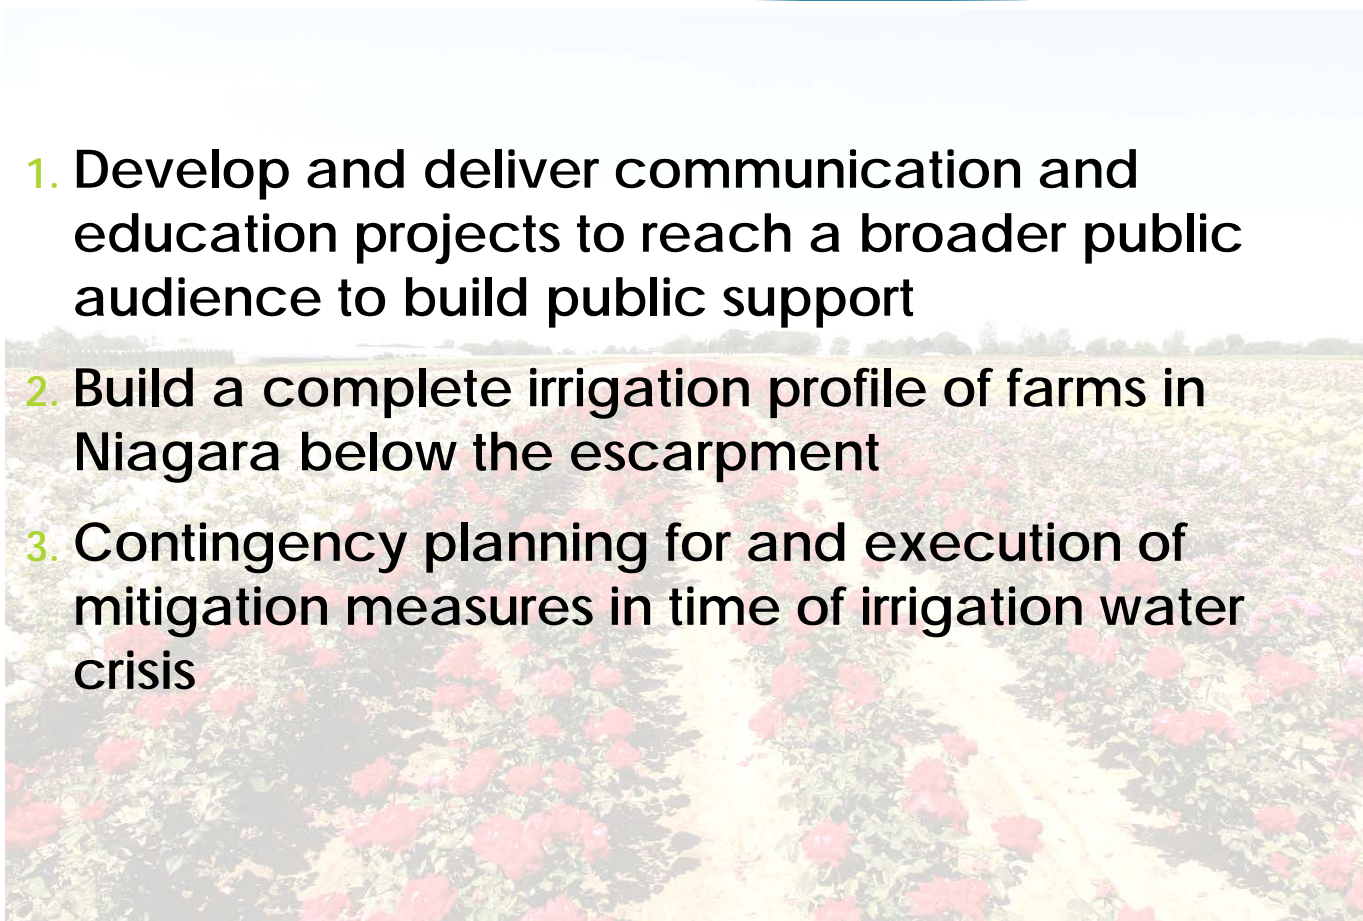 1. Develop and deliver communication and
education projects to reach a broader public
audience to build public support
2. Build a complete irrigation profile of farms in
Niagara below the escarpment
3. Contingency planning for and execution of
mitigation measures in time of irrigation water
crisis